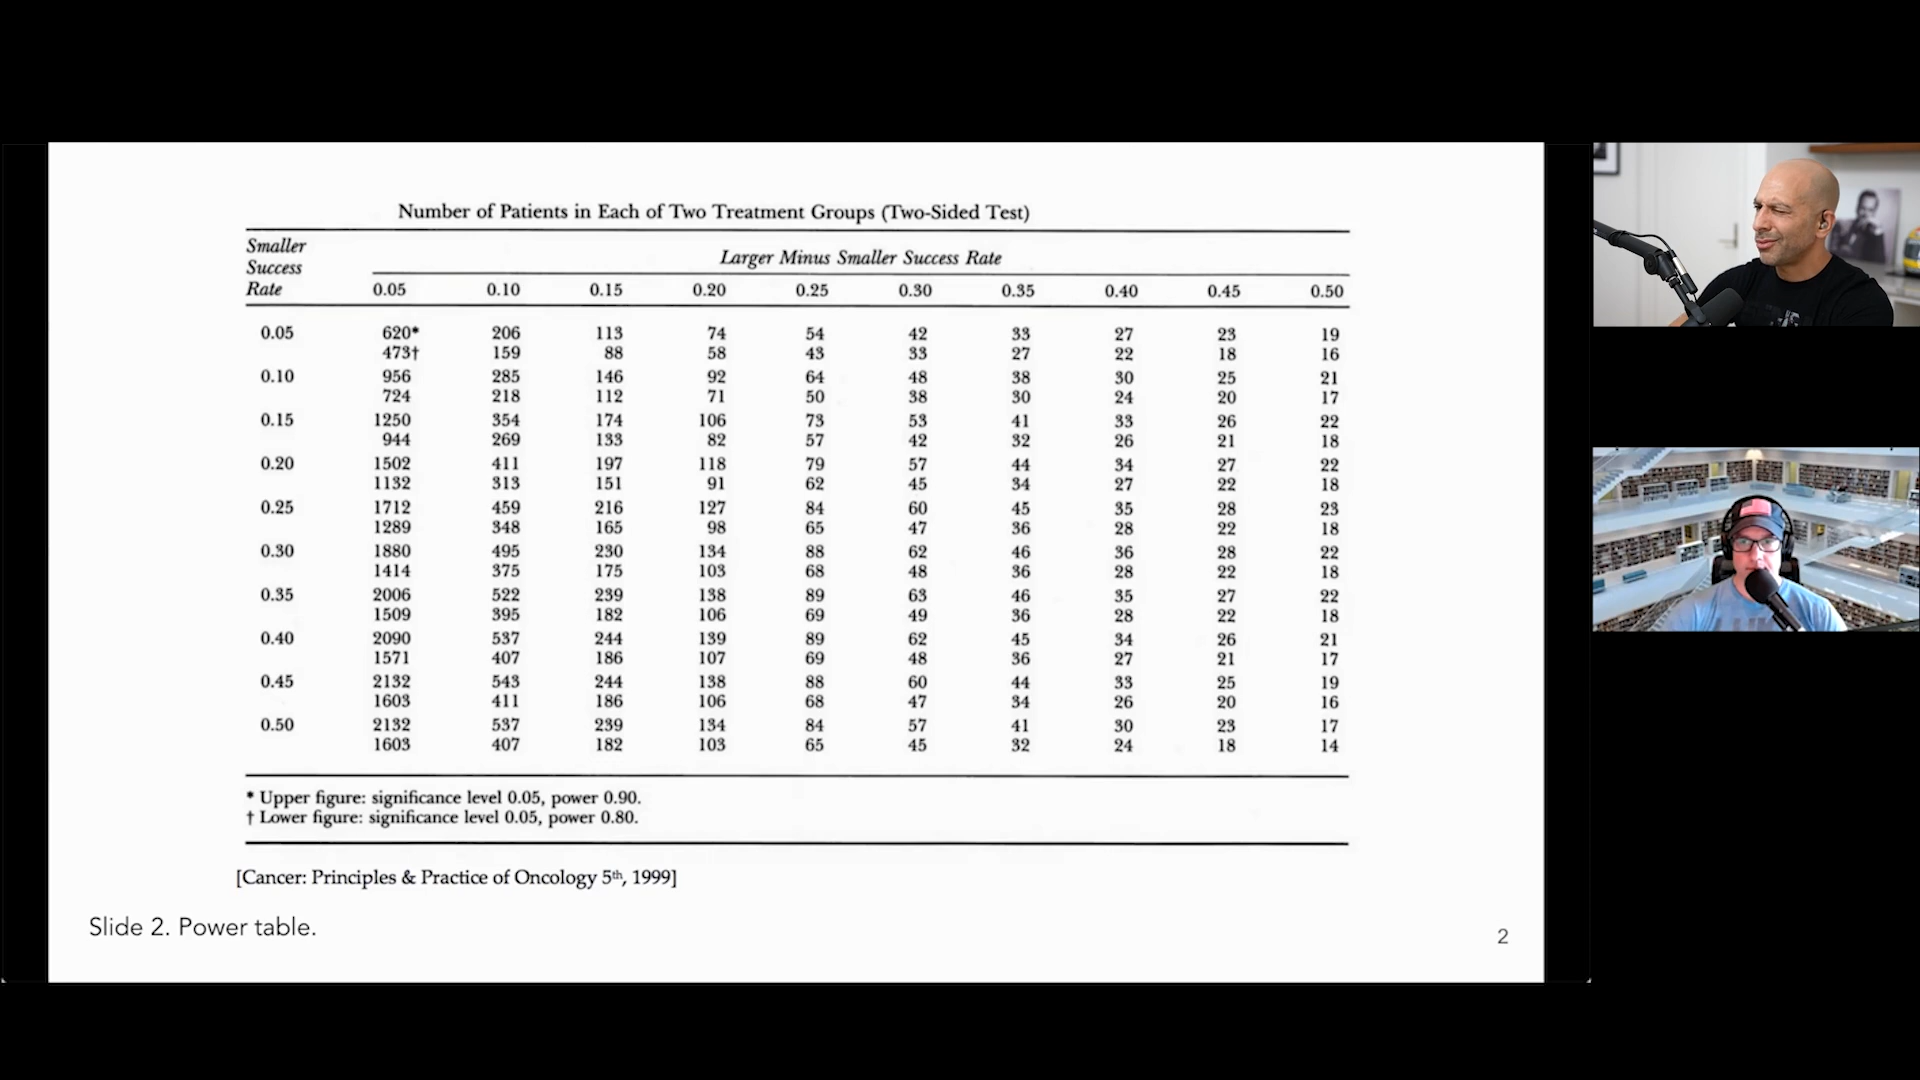 Number of Patients in Each of Two Treatment Groups (Two-Sided Test)
Smaller Success Rate
Larger Minus Smaller Success Rate
0.05 0.10 0.15 0.20 0.25 0.30 0.35 0.40 0.45 0.50
0.05 620* 206 113 74 54 42 33 27 23 19
473† 159 88 58 43 33 27 22 18 16
0.10 956 285 146 92 64 48 38 30 25 21
724 218 112 71 50 38 30 24 20 17
0.15 1250 354 174 106 73 53 41 33 26 22
944 269 133 82 57 42 32 26 21 18
0.20 1502 411 197 118 79 57 44 34 27 22
1132 313 151 91 62 45 34 27 22 18
0.25 1712 459 216 127 84 60 45 35 28 23
1289 348 165 98 65 47 36 28 22 18
0.30 1880 495 230 134 88 62 46 36 28 22
1414 375 175 103 68 48 36 28 22 18
0.35 2006 522 239 138 89 63 46 35 27 22
1509 395 182 106 69 49 36 28 22 18
0.40 2090 537 244 139 89 62 45 34 26 21
1571 407 186 107 69 48 36 27 21 17
0.45 2132 543 244 138 88 60 44 33 25 19
1603 411 186 106 68 47 34 26 20 16
0.50 2132 537 239 134 84 57 41 30 23 17
1603 407 182 103 65 45 32 24 18 14
* Upper figure: significance level 0.05, power 0.90.
† Lower figure: significance level 0.05, power 0.80.
[Cancer: Principles & Practice of Oncology 5th, 1999]
Slide 2. Power table.
2